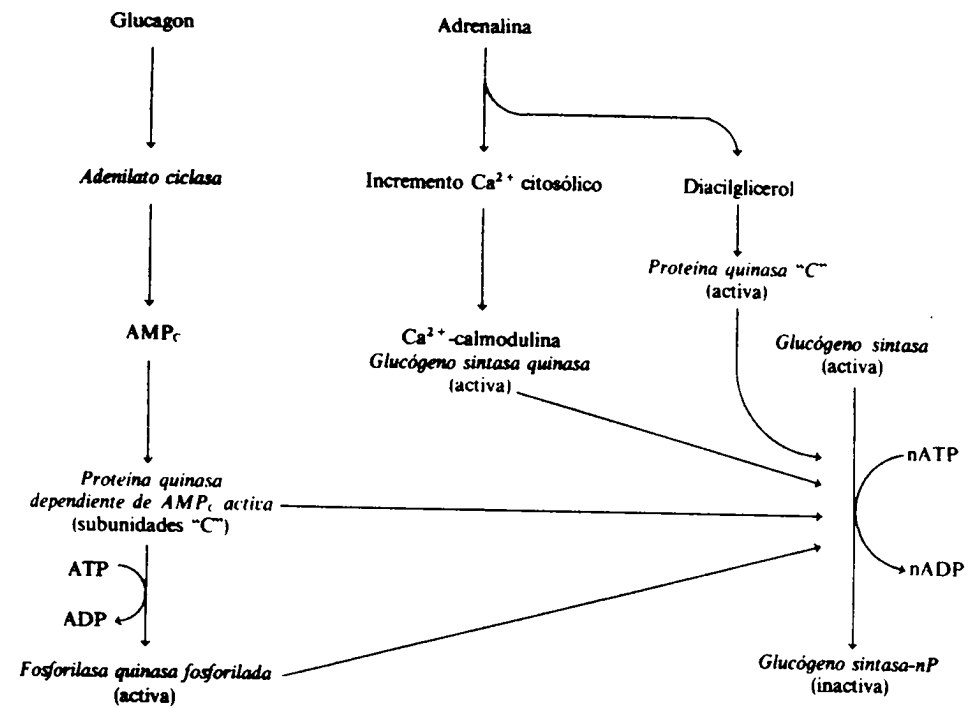 Glucagon
Adrenalina
Adenilato ciclasa
Incremento Ca²⁺ citosólico
Diacilglicerol
Proteína quinasa "C"
(activa)
AMPc
Ca²⁺-calmodulina
Glucógeno sintasa quinasa
(activa)
Glucógeno sintasa
(activa)
nATP
Proteína quinasa
dependiente de AMPc activa
(subunidades "C")
ATP
nADP
ADP
Fosforilasa quinasa fosforilada
(activa)
Glucógeno sintasa-nP
(inactiva)